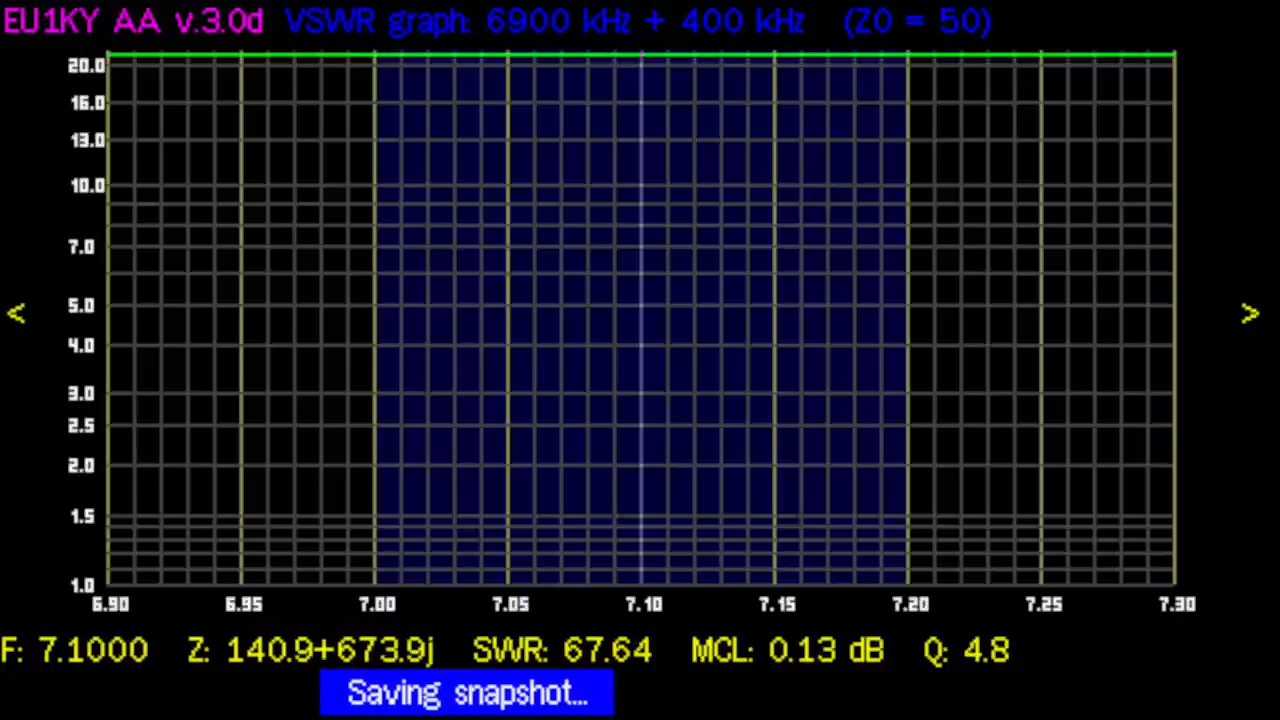 EU1KY AA v.3.0d VSWR graph: 6900 kHz + 400 kHz (Z0 = 50)
20.0
16.0
13.0
10.0
7.0
< 5.0 >
4.0
3.0
2.5
2.0
1.5
1.0
6.90 6.95 7.00 7.05 7.10 7.15 7.20 7.25 7.30
F: 7.1000 Z: 140.9+673.9j SWR: 67.64 MCL: 0.13 dB Q: 4.8
Saving snapshot...